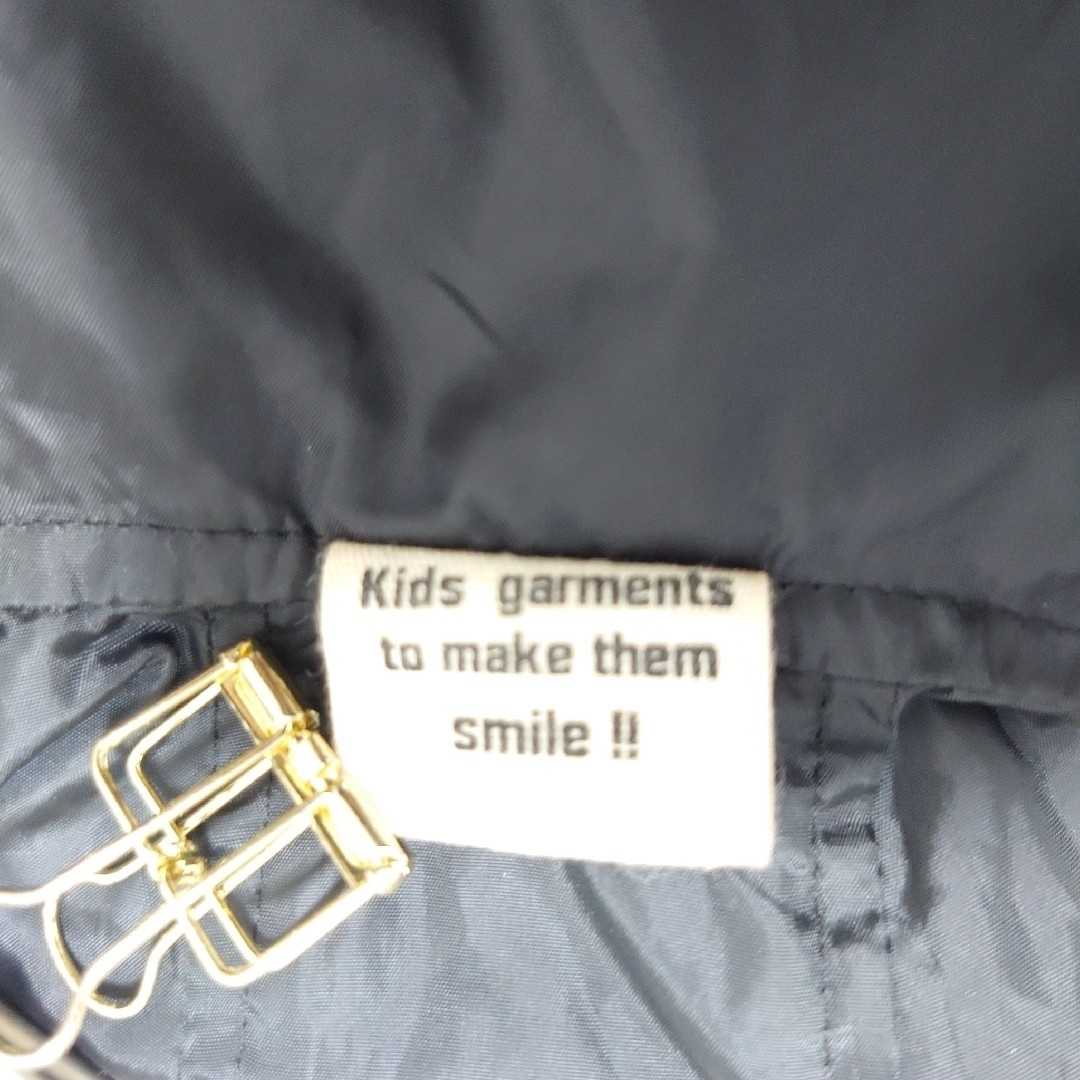 Kids garments
to make them
smile !!